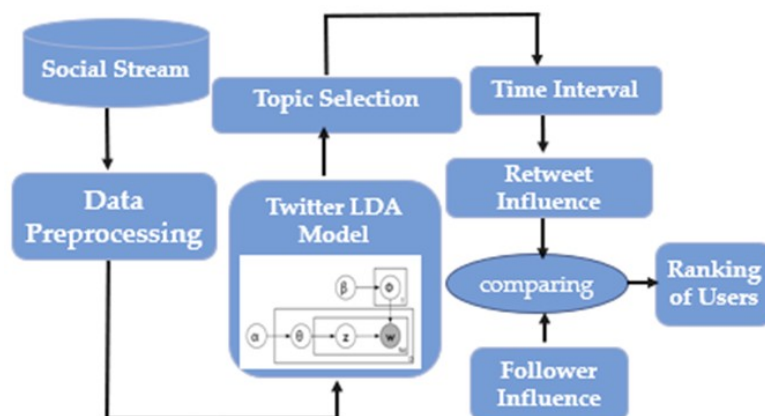 Social Stream
Data
Preprocessing
Twitter LDA
Model
β
Φ
α
θ
z
w
Topic Selection
Time Interval
Retweet
Influence
comparing
Follower
Influence
Ranking
of Users